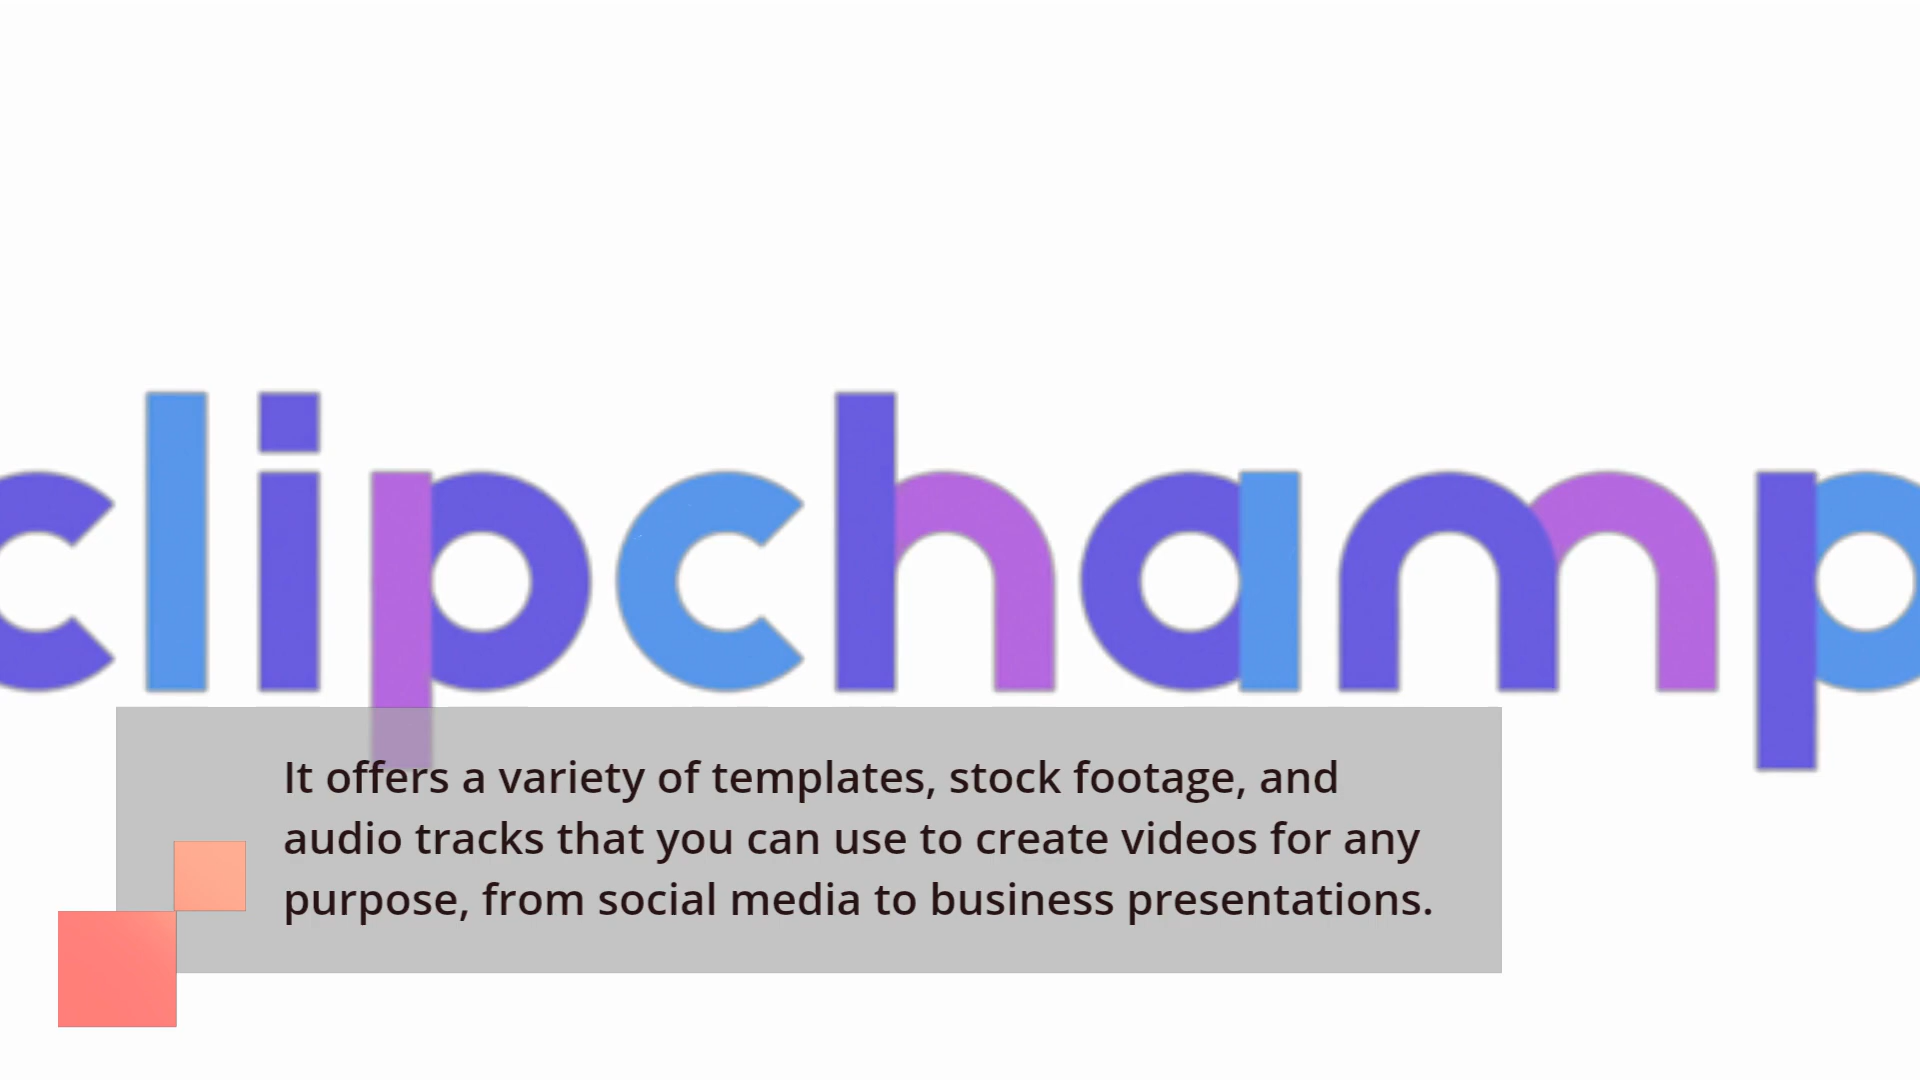 clipchamp
It offers a variety of templates, stock footage, and
audio tracks that you can use to create videos for any
purpose, from social media to business presentations.